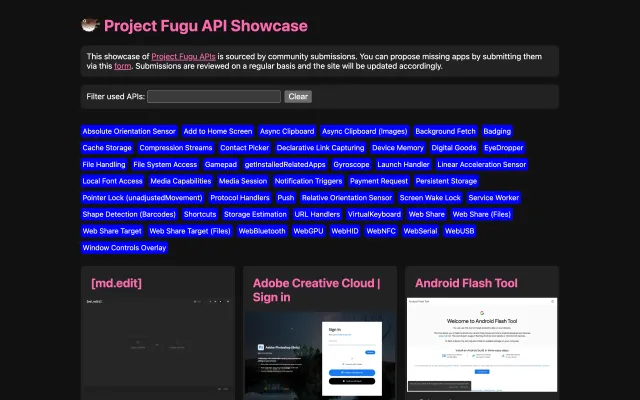 Project Fugu API Showcase
This showcase of Project Fugu APIs is sourced by community submissions. You can propose missing apps by submitting them
via this form. Submissions are reviewed on a regular basis and the site will be updated accordingly.
Filter used APIs: Clear
Absolute Orientation Sensor Add to Home Screen Async Clipboard Async Clipboard (Images) Background Fetch Badging
Cache Storage Compression Streams Contact Picker Declarative Link Capturing Device Memory Digital Goods EyeDropper
File Handling File System Access Gamepad getInstalledRelatedApps Gyroscope Launch Handler Linear Acceleration Sensor
Local Font Access Media Capabilities Media Session Notification Triggers Payment Request Persistent Storage
Pointer Lock (unadjustedMovement) Protocol Handlers Push Relative Orientation Sensor Screen Wake Lock Service Worker
Shape Detection (Barcodes) Shortcuts Storage Estimation URL Handlers VirtualKeyboard Web Share Web Share (Files)
Web Share Target Web Share Target (Files) WebBluetooth WebGPU WebHID WebNFC WebSerial WebUSB
Window Controls Overlay
[md.edit]
Adobe Creative Cloud |
Sign in
Android Flash Tool
Sign in
Adobe Photoshop (Beta)
Android Flash Tool
Welcome to Android Flash Tool